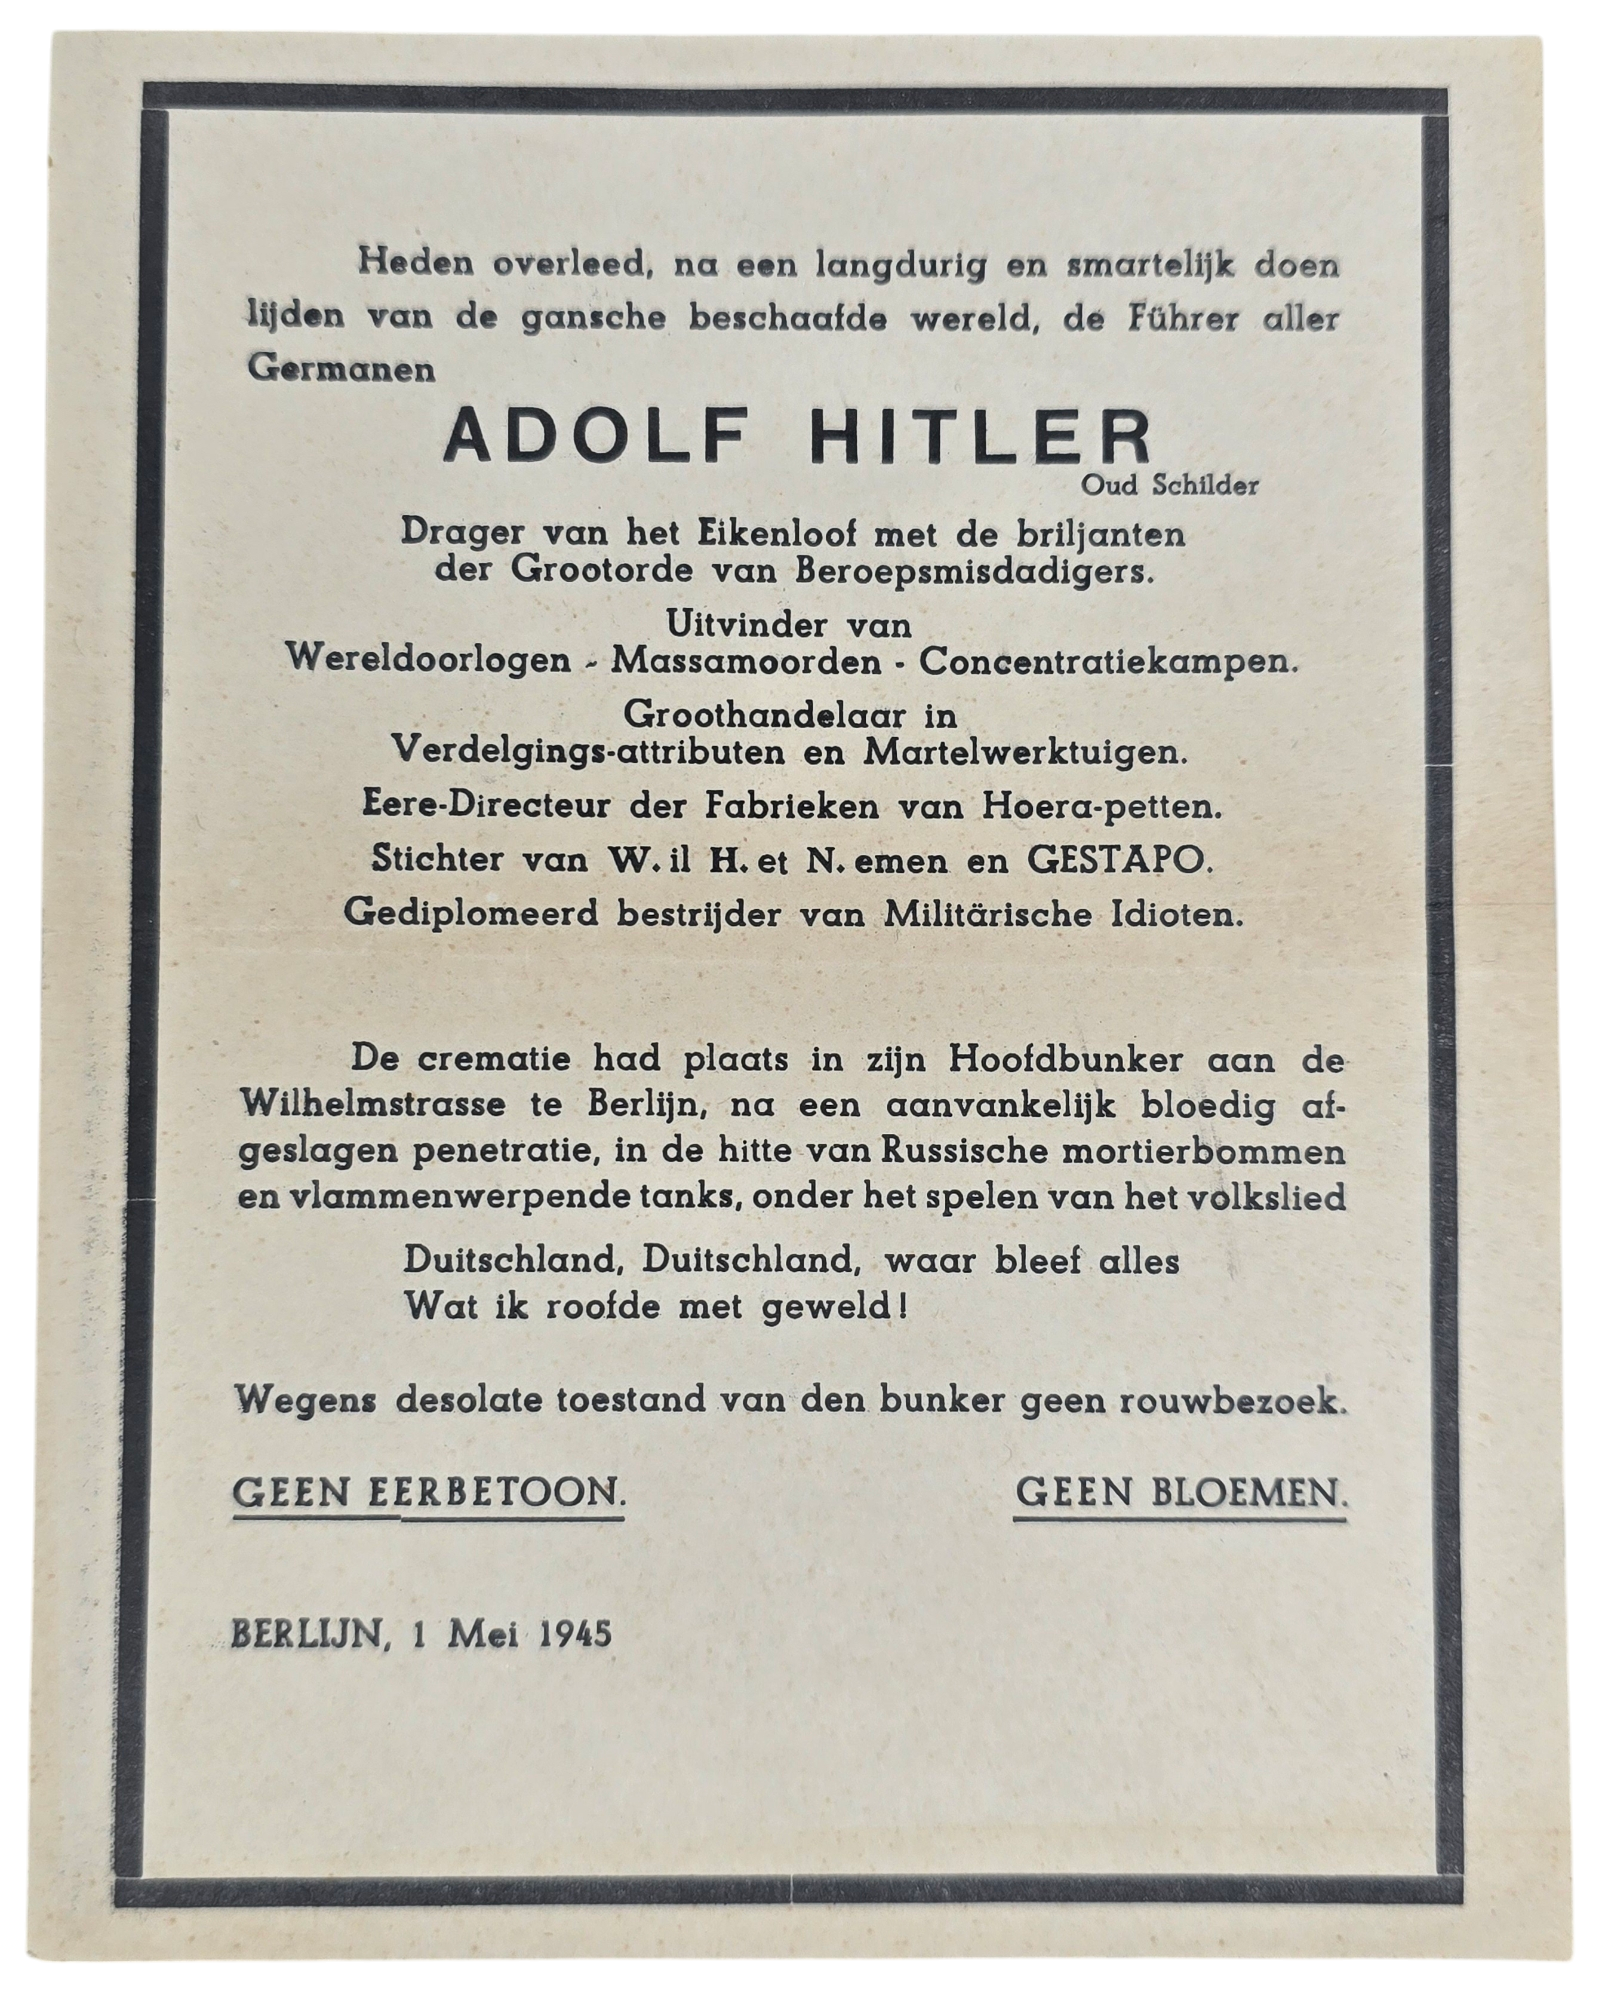 Heden overleed, na een langdurig en smartelijk doen
lijden van de gansche beschaafde wereld, de Führer aller
Germanen
ADOLF HITLER
Oud Schilder
Drager van het Eikenloof met de briljanten
der Grootorde van Beroepsmisdadigers.
Uitvinder van
Wereldoorlogen - Massamoorden - Concentratiekampen.
Groothandelaar in
Verdelgings-attributen en Martelwerktuigen.
Eere-Directeur der Fabrieken van Hoera-petten.
Stichter van W. il H. et N. emen en GESTAPO.
Gediplomeerd bestrijder van Militärische Idioten.
De crematie had plaats in zijn Hoofdbunker aan de
Wilhelmstrasse te Berlijn, na een aanvankelijk bloedig af-
geslagen penetratie, in de hitte van Russische mortierbommen
en vlammenwerpende tanks, onder het spelen van het volkslied
Duitschland, Duitschland, waar bleef alles
Wat ik roofde met geweld!
Wegens desolate toestand van den bunker geen rouwbezoek.
GEEN EERBETOON. GEEN BLOEMEN.
BERLIJN, 1 Mei 1945